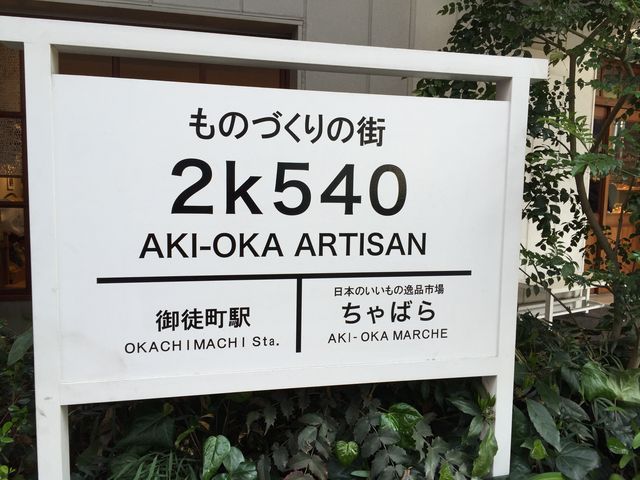 ものづくりの街
2k540
AKI-OKA ARTISAN
御徒町駅
OKACHIMACHI Sta.
日本のいいもの逸品市場
ちゃばら
AKI-OKA MARCHE